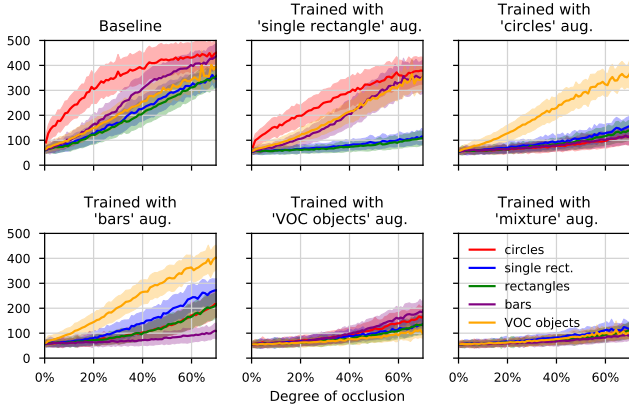 Baseline
Trained with
'single rectangle' aug.
Trained with
'circles' aug.
500
400
300
200
100
0
Trained with
'bars' aug.
Trained with
'VOC objects' aug.
Trained with
'mixture' aug.
500
400
300
200
100
0
circles
single rect.
rectangles
bars
VOC objects
0% 20% 40% 60%
0% 20% 40% 60%
0% 20% 40% 60%
Degree of occlusion